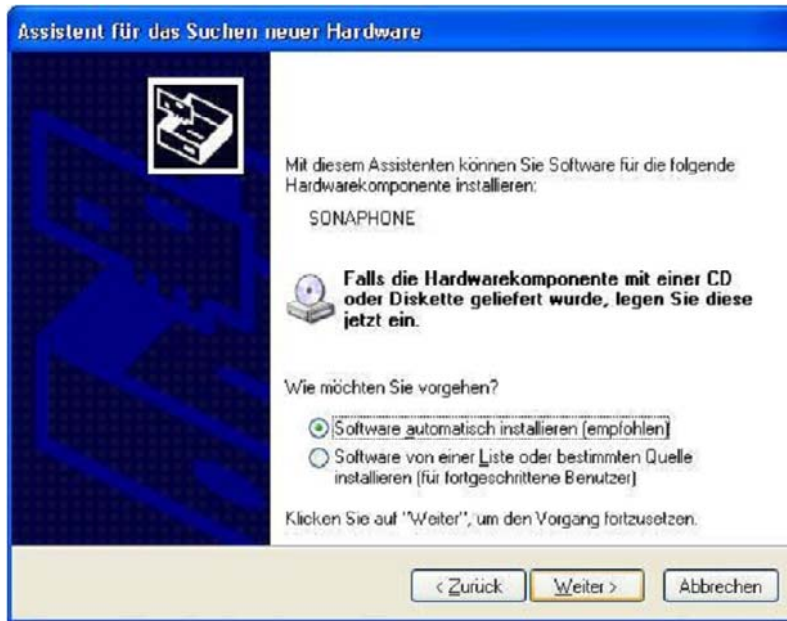 Assistent für das Suchen neuer Hardware
Mit diesem Assistenten können Sie Software für die folgende
Hardwarekomponente installieren:
SONAPHONE
Falls die Hardwarekomponente mit einer CD
oder Diskette geliefert wurde, legen Sie diese
jetzt ein.
Wie möchten Sie vorgehen?
Software automatisch installieren (empfohlen)
Software von einer Liste oder bestimmten Quelle
installieren (für fortgeschrittene Benutzer)
Klicken Sie auf "Weiter", um den Vorgang fortzusetzen.
< Zurück Weiter > Abbrechen